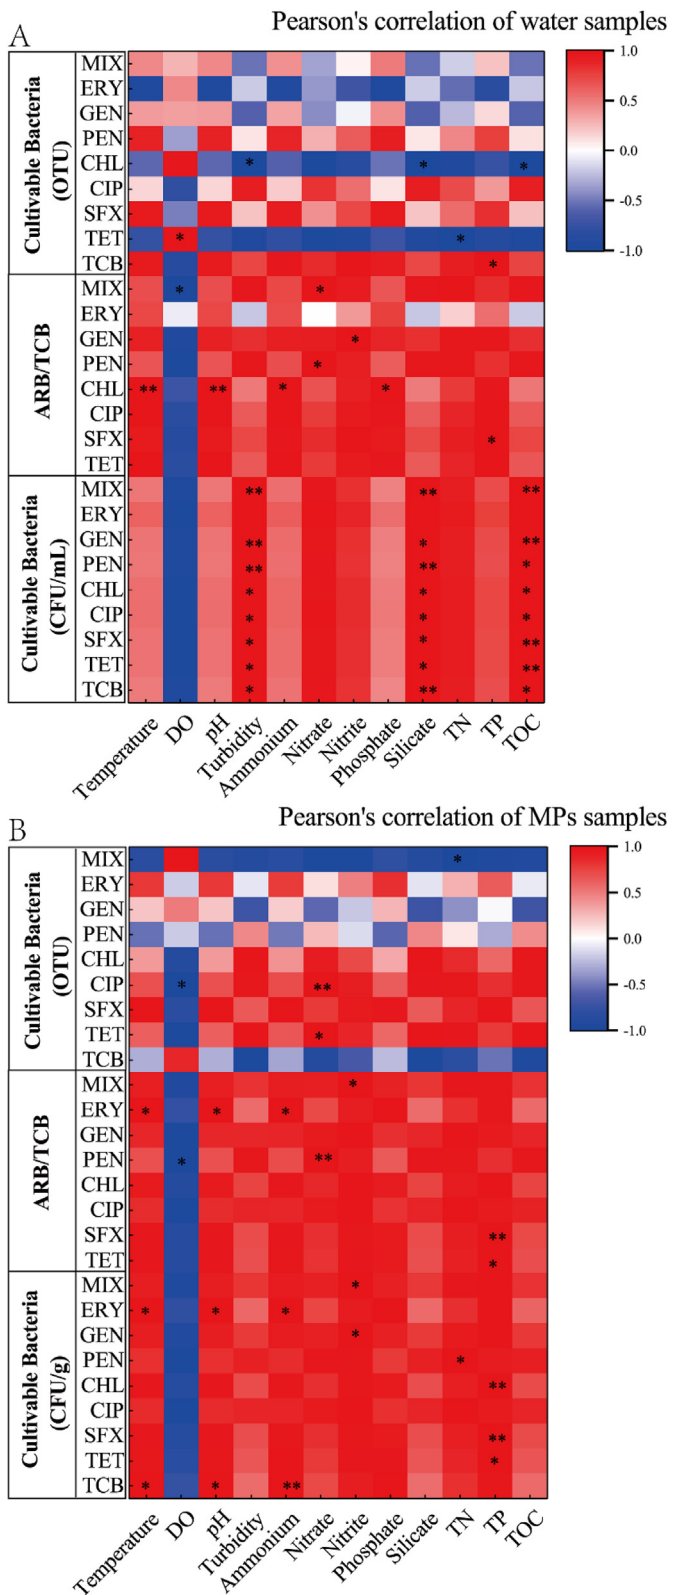 A
Pearson's correlation of water samples
Cultivable Bacteria
(OTU)
MIX
ERY
GEN
PEN
CHL * * *
CIP
SFX
TET * *
TCB *
ARB/TCB
MIX * *
ERY
GEN *
PEN *
CHL ** ** * *
CIP
SFX *
TET
Cultivable Bacteria
(CFU/mL)
MIX ** ** **
ERY
GEN ** * **
PEN ** ** *
CHL * * *
CIP * * *
SFX * * **
TET * * **
TCB * ** *
Temperature
DO
pH
Turbidity
Ammonium
Nitrate
Nitrite
Phosphate
Silicate
TN
TP
TOC
1.0
0.5
0.0
-0.5
-1.0
B
Pearson's correlation of MPs samples
Cultivable Bacteria
(OTU)
MIX *
ERY
GEN
PEN
CHL
CIP * **
SFX
TET *
TCB
ARB/TCB
MIX *
ERY * * *
GEN
PEN * **
CHL
CIP
SFX **
TET *
Cultivable Bacteria
(CFU/g)
MIX *
ERY * * *
GEN *
PEN *
CHL **
CIP
SFX **
TET *
TCB * * **
Temperature
DO
pH
Turbidity
Ammonium
Nitrate
Nitrite
Phosphate
Silicate
TN
TP
TOC
1.0
0.5
0.0
-0.5
-1.0